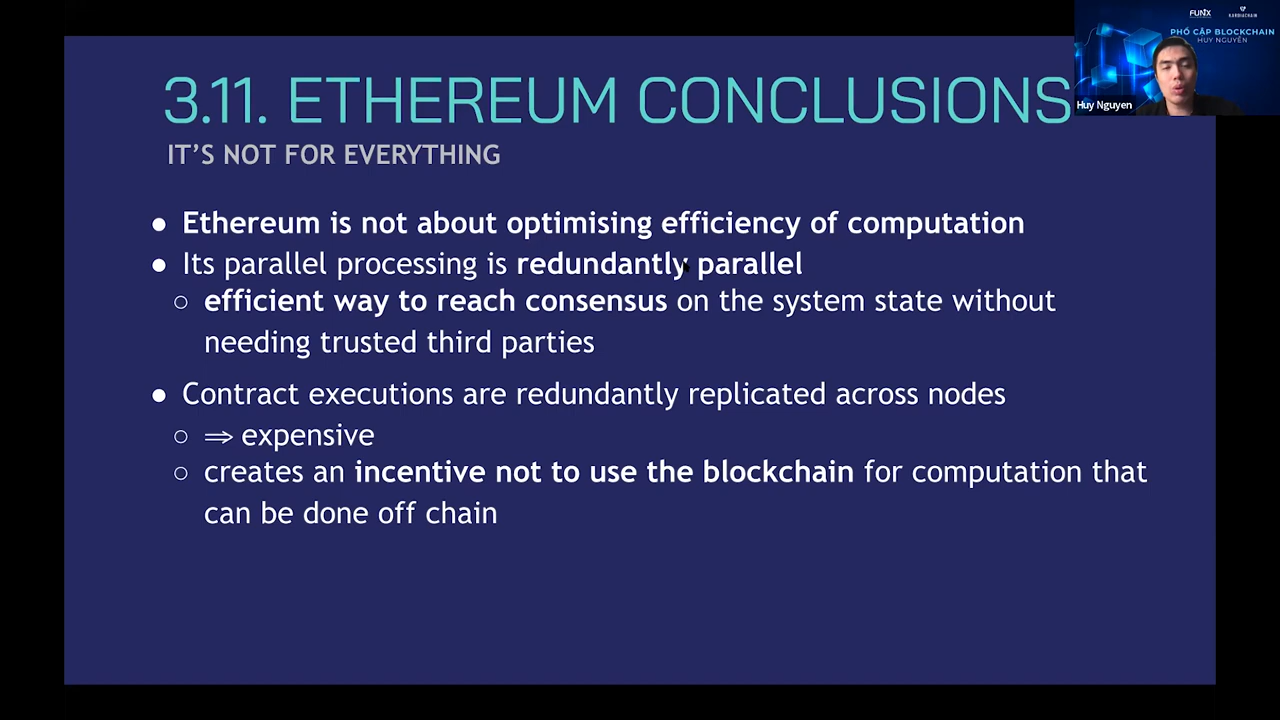 FUNiX
KARDIACHAIN
PHỔ CẬP BLOCKCHAIN
HUY NGUYỄN
Huy Nguyen
3.11. ETHEREUM CONCLUSIONS
IT’S NOT FOR EVERYTHING
● Ethereum is not about optimising efficiency of computation
● Its parallel processing is redundantly parallel
○ efficient way to reach consensus on the system state without
needing trusted third parties
● Contract executions are redundantly replicated across nodes
○ ⇒ expensive
○ creates an incentive not to use the blockchain for computation that
can be done off chain